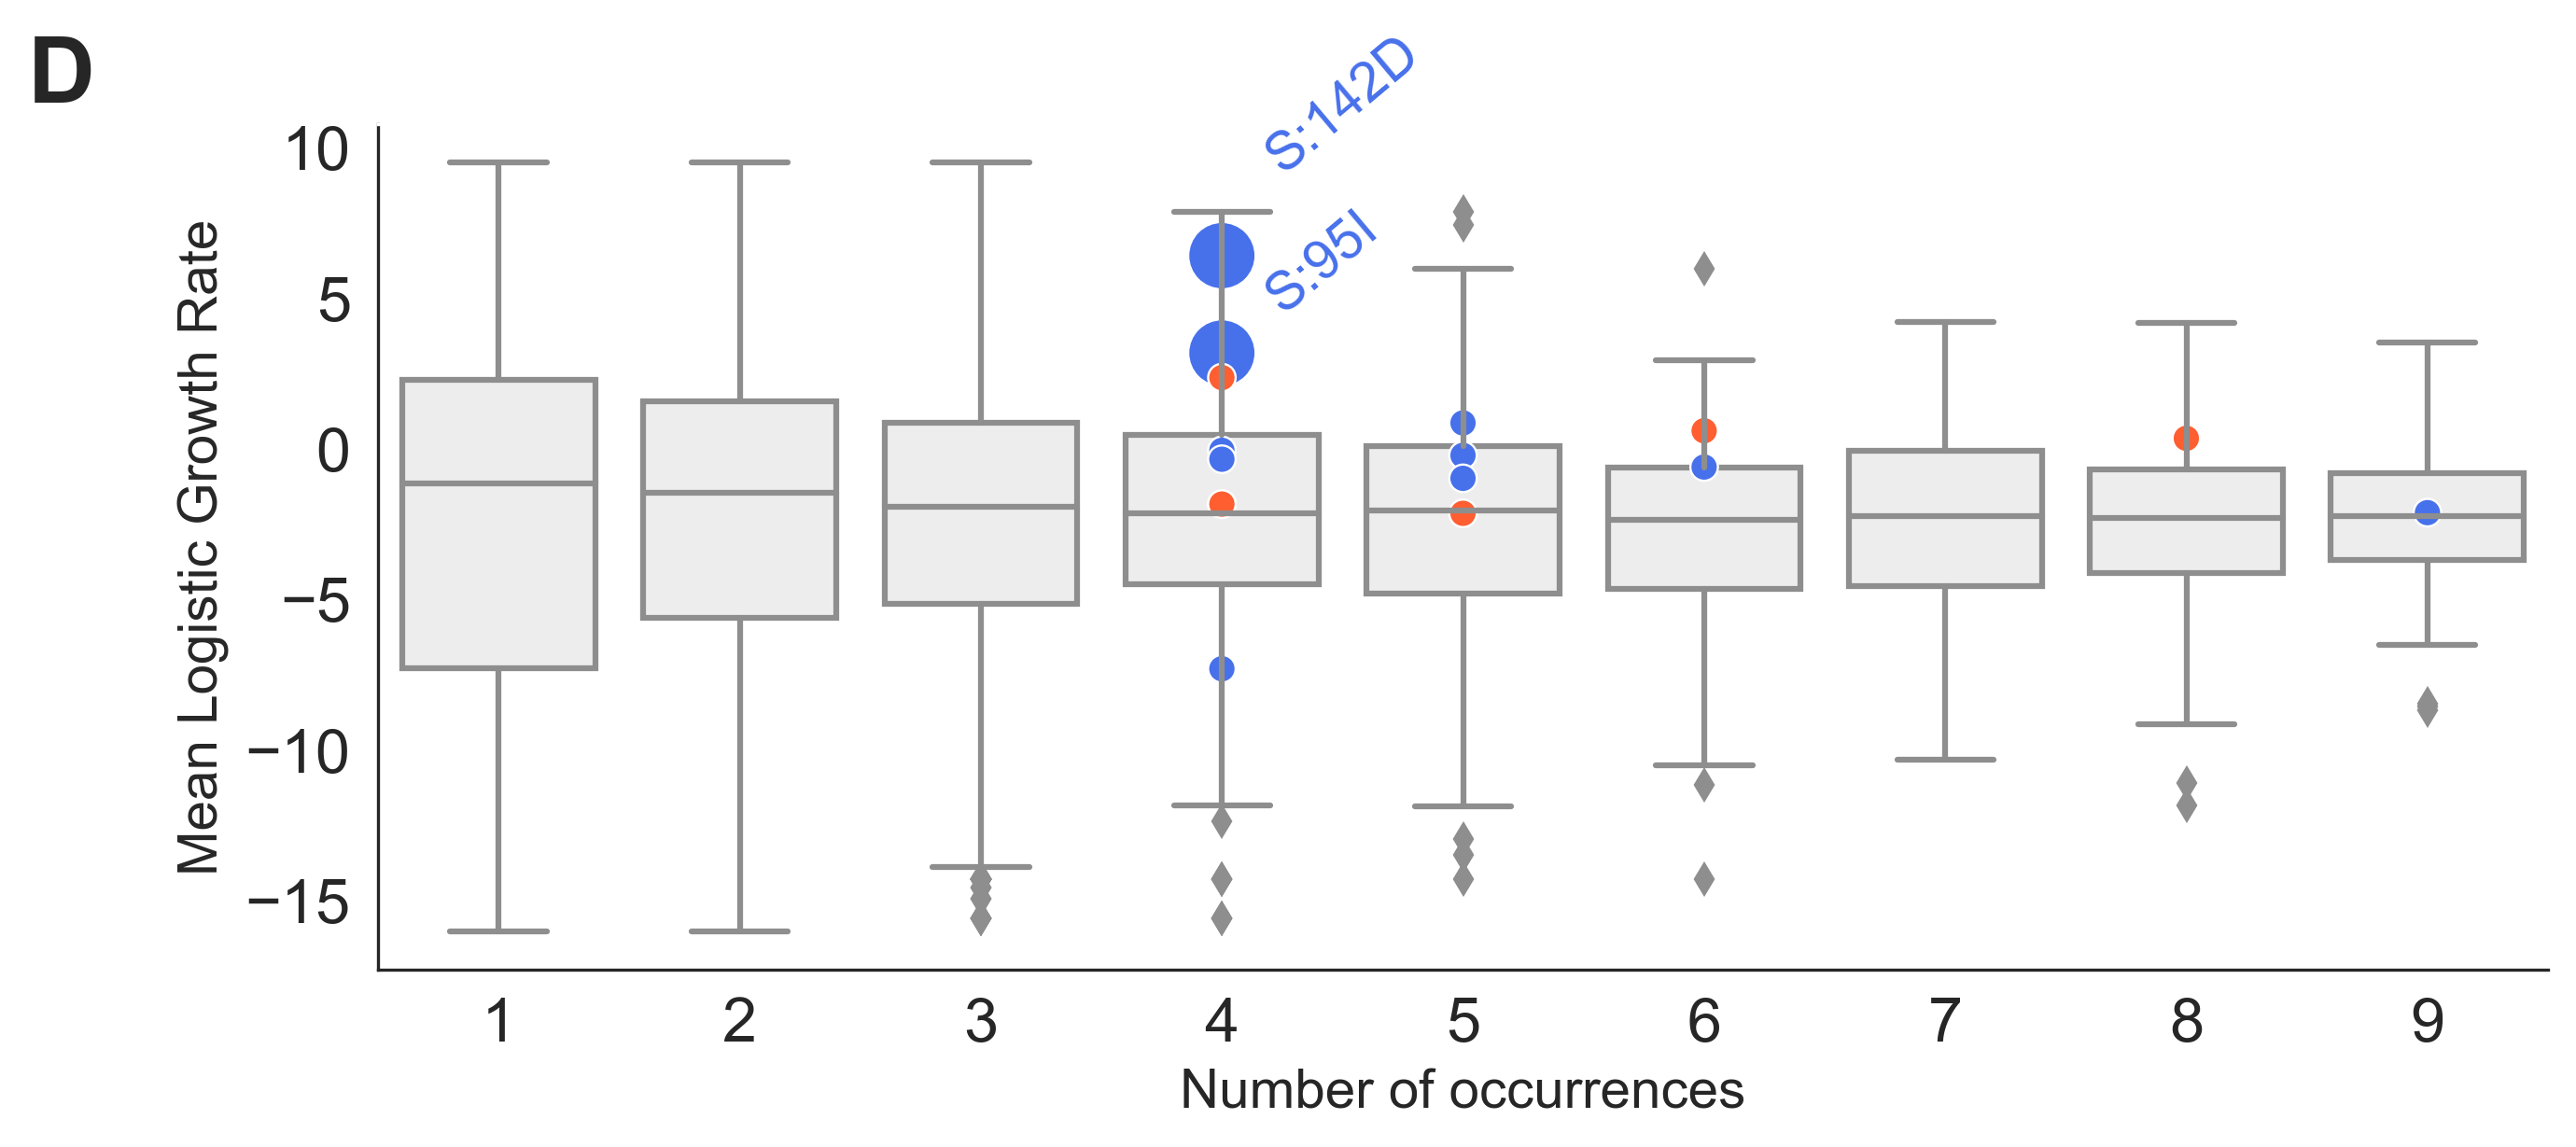 D
S:142D
S:95I
Mean Logistic Growth Rate
10
5
0
−5
−10
−15
1 2 3 4 5 6 7 8 9
Number of occurrences